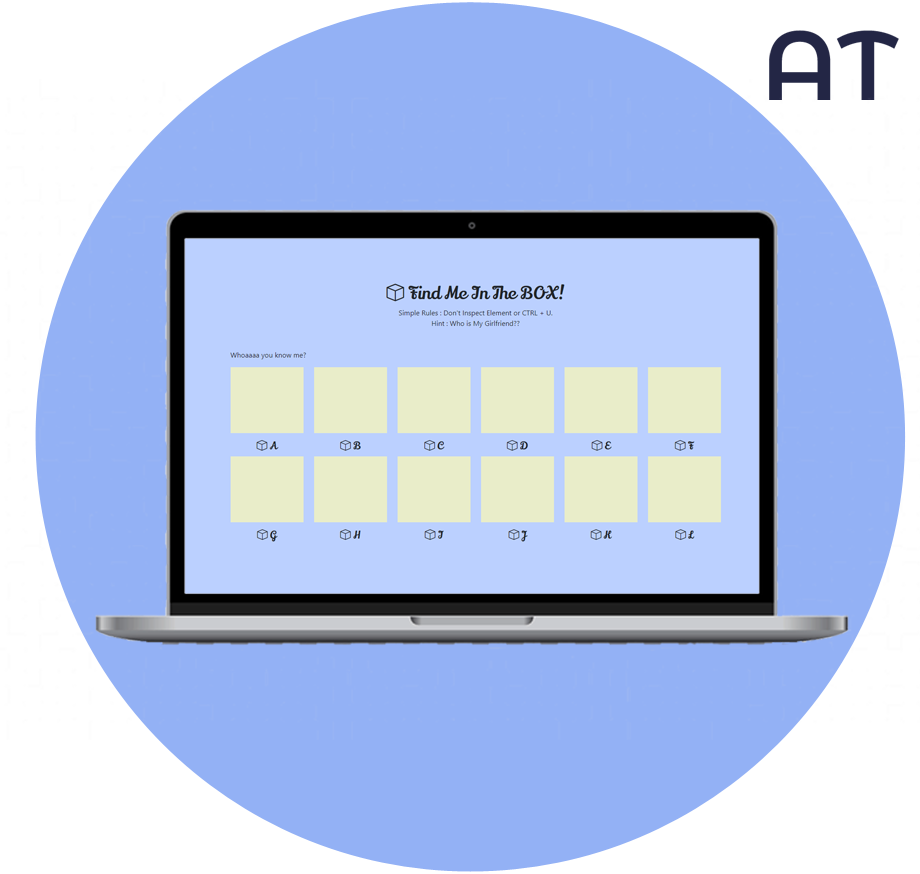 AT
Find Me In The BOX!
Simple Rules : Don't Inspect Element or CTRL + U.
Hint : Who is My Girlfriend??
Whoaaaa you know me?
A B C D E F
G H I J K L